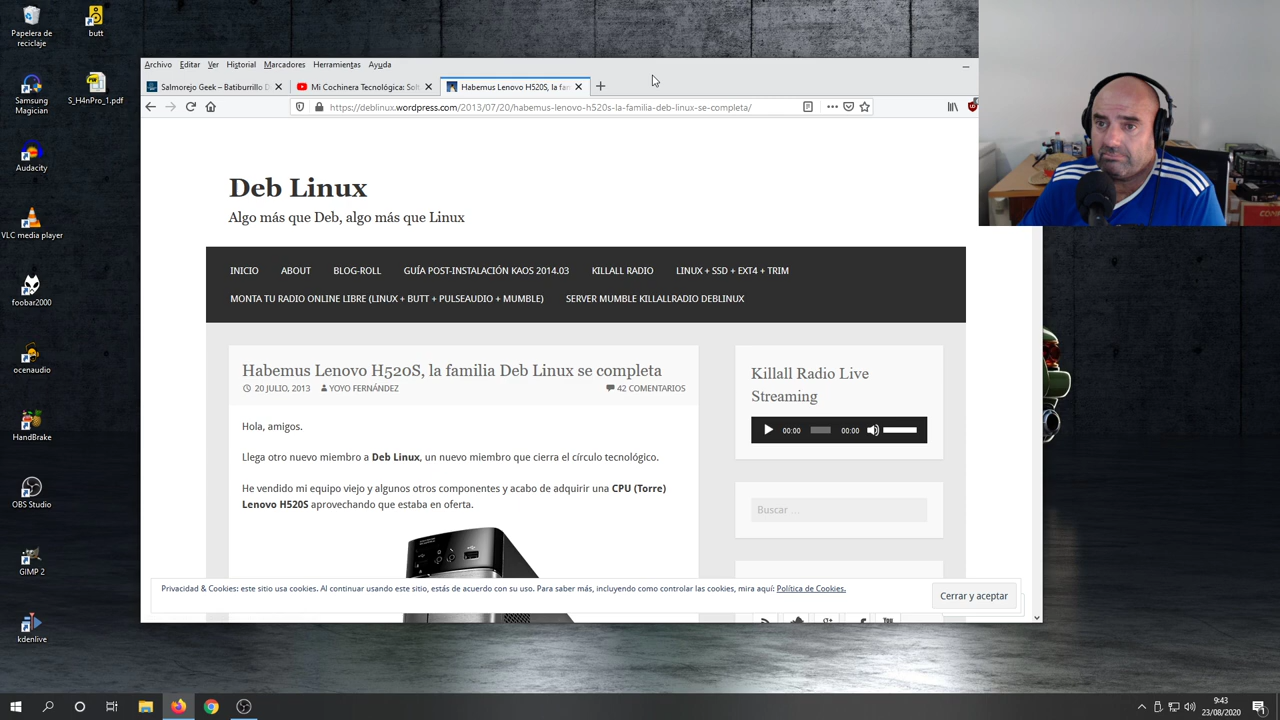 Papelera de
reciclaje
butt
Samsung
Magician
S_H4nPro_1.pdf
Audacity
VLC media player
foobar2000
ocenaudio
HandBrake
OBS Studio
GIMP 2
kdenlive
Archivo Editar Ver Historial Marcadores Herramientas Ayuda
Salmorejo Geek – Batiburrillo D
Mi Cochinera Tecnológica: Sol
Habemus Lenovo H520S, la fam
https://deblinux.wordpress.com/2013/07/20/habemus-lenovo-h520s-la-familia-deb-linux-se-completa/
Deb Linux
Algo más que Deb, algo más que Linux
INICIO ABOUT BLOG-ROLL GUÍA POST-INSTALACIÓN KAOS 2014.03 KILLALL RADIO LINUX + SSD + EXT4 + TRIM
MONTA TU RADIO ONLINE LIBRE (LINUX + BUTT + PULSEAUDIO + MUMBLE) SERVER MUMBLE KILLALLRADIO DEBLINUX
Habemus Lenovo H520S, la familia Deb Linux se completa
20 JULIO, 2013 YOYO FERNÁNDEZ 42 COMENTARIOS
Hola, amigos.
Llega otro nuevo miembro a Deb Linux, un nuevo miembro que cierra el círculo tecnológico.
He vendido mi equipo viejo y algunos otros componentes y acabo de adquirir una CPU (Torre)
Lenovo H520S aprovechando que estaba en oferta.
Killall Radio Live
Streaming
00:00 00:00
Buscar …
Privacidad & Cookies: este sitio usa cookies. Al continuar usando este sitio, estás de acuerdo con su uso. Para saber más, incluyendo como controlar las cookies, mira aquí: Política de Cookies.
Cerrar y aceptar
9:43
23/08/2020